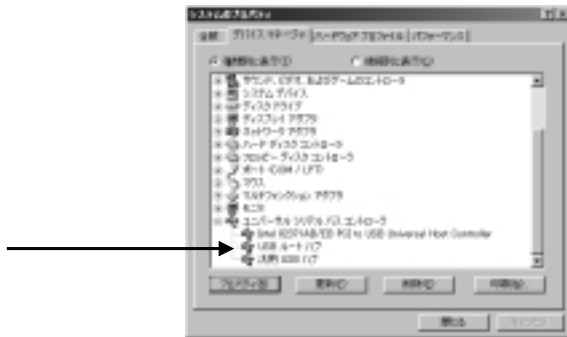 システムのプロパティ
全般 デバイス マネージャ ハードウェア プロファイル パフォーマンス
種類別に表示(T) 接続別に表示(C)
サウンド、ビデオ、およびゲームのコントローラ
システム デバイス
ディスク ドライブ
ディスプレイ アダプタ
ネットワーク アダプタ
ハード ディスク コントローラ
フロッピー ディスク コントローラ
ポート (COM / LPT)
マウス
マルチファンクション アダプタ
モニタ
ユニバーサル シリアル バス コントローラ
Intel 82371AB/EB PCI to USB Universal Host Controller
USB ルート ハブ
汎用 USB ハブ
プロパティ(R) 更新(F) 削除(E) 印刷(N)
閉じる キャンセル